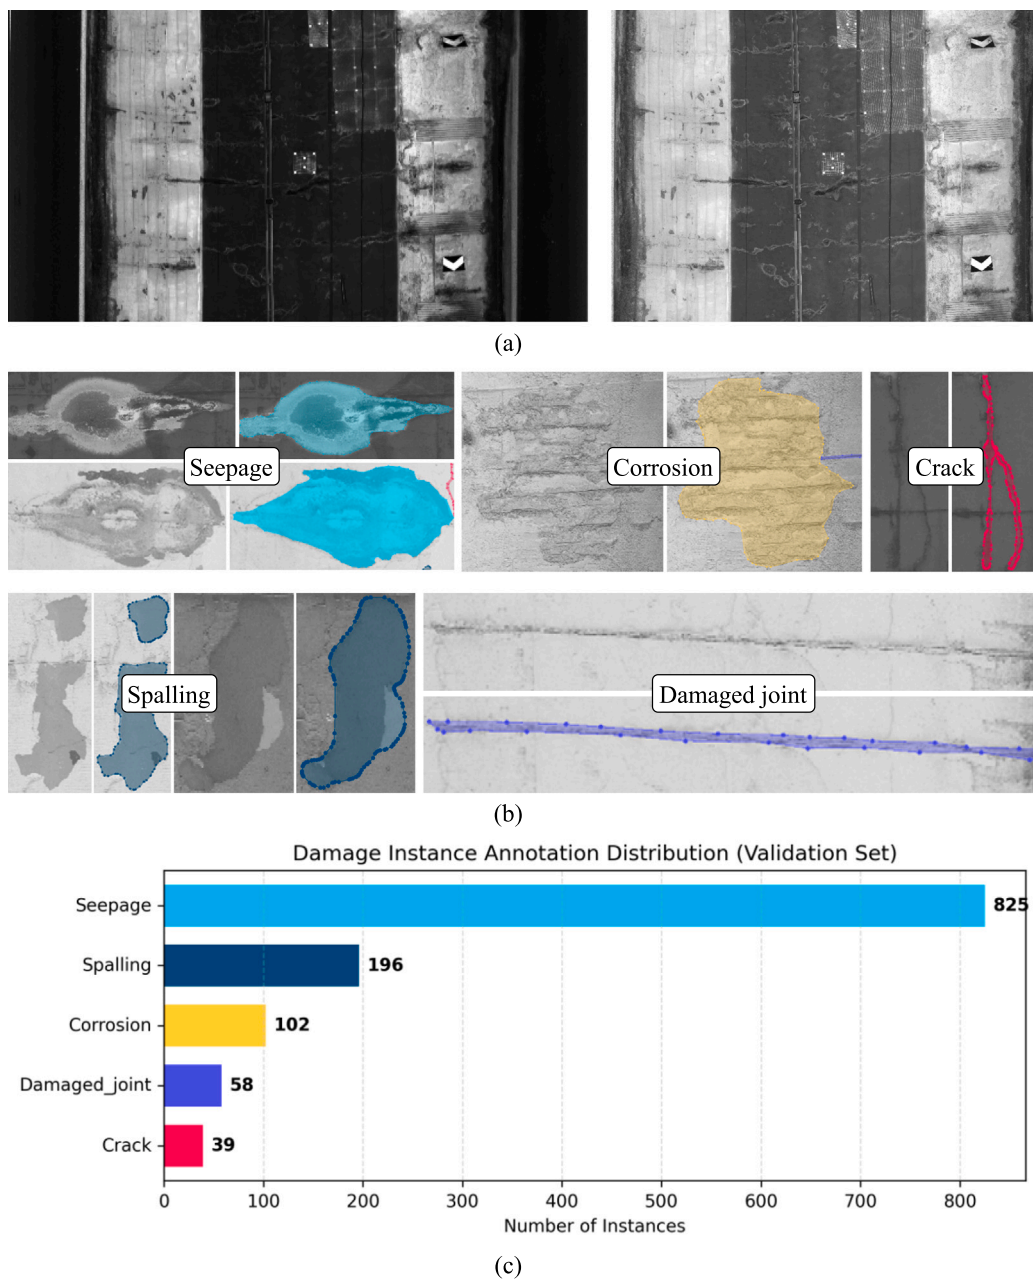 (a)
Seepage
Corrosion
Crack
Spalling
Damaged joint
(b)
Damage Instance Annotation Distribution (Validation Set)
Seepage
825
Spalling
196
Corrosion
102
Damaged_joint
58
Crack
39
0 100 200 300 400 500 600 700 800
Number of Instances
(c)